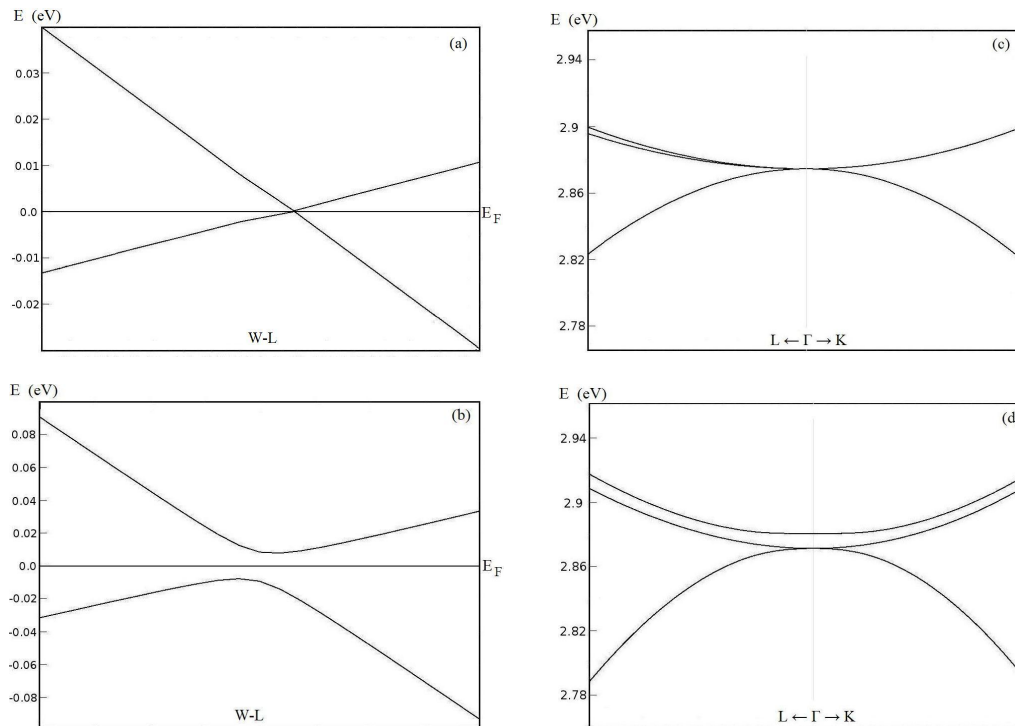 E (eV)
(a)
0.03
0.02
0.01
0.0
E_F
-0.01
-0.02
W-L
E (eV)
(c)
2.94
2.9
2.86
2.82
2.78
L ← Γ → K
E (eV)
(b)
0.08
0.06
0.04
0.02
0.0
E_F
-0.02
-0.04
-0.06
-0.08
W-L
E (eV)
(d)
2.94
2.9
2.86
2.82
2.78
L ← Γ → K